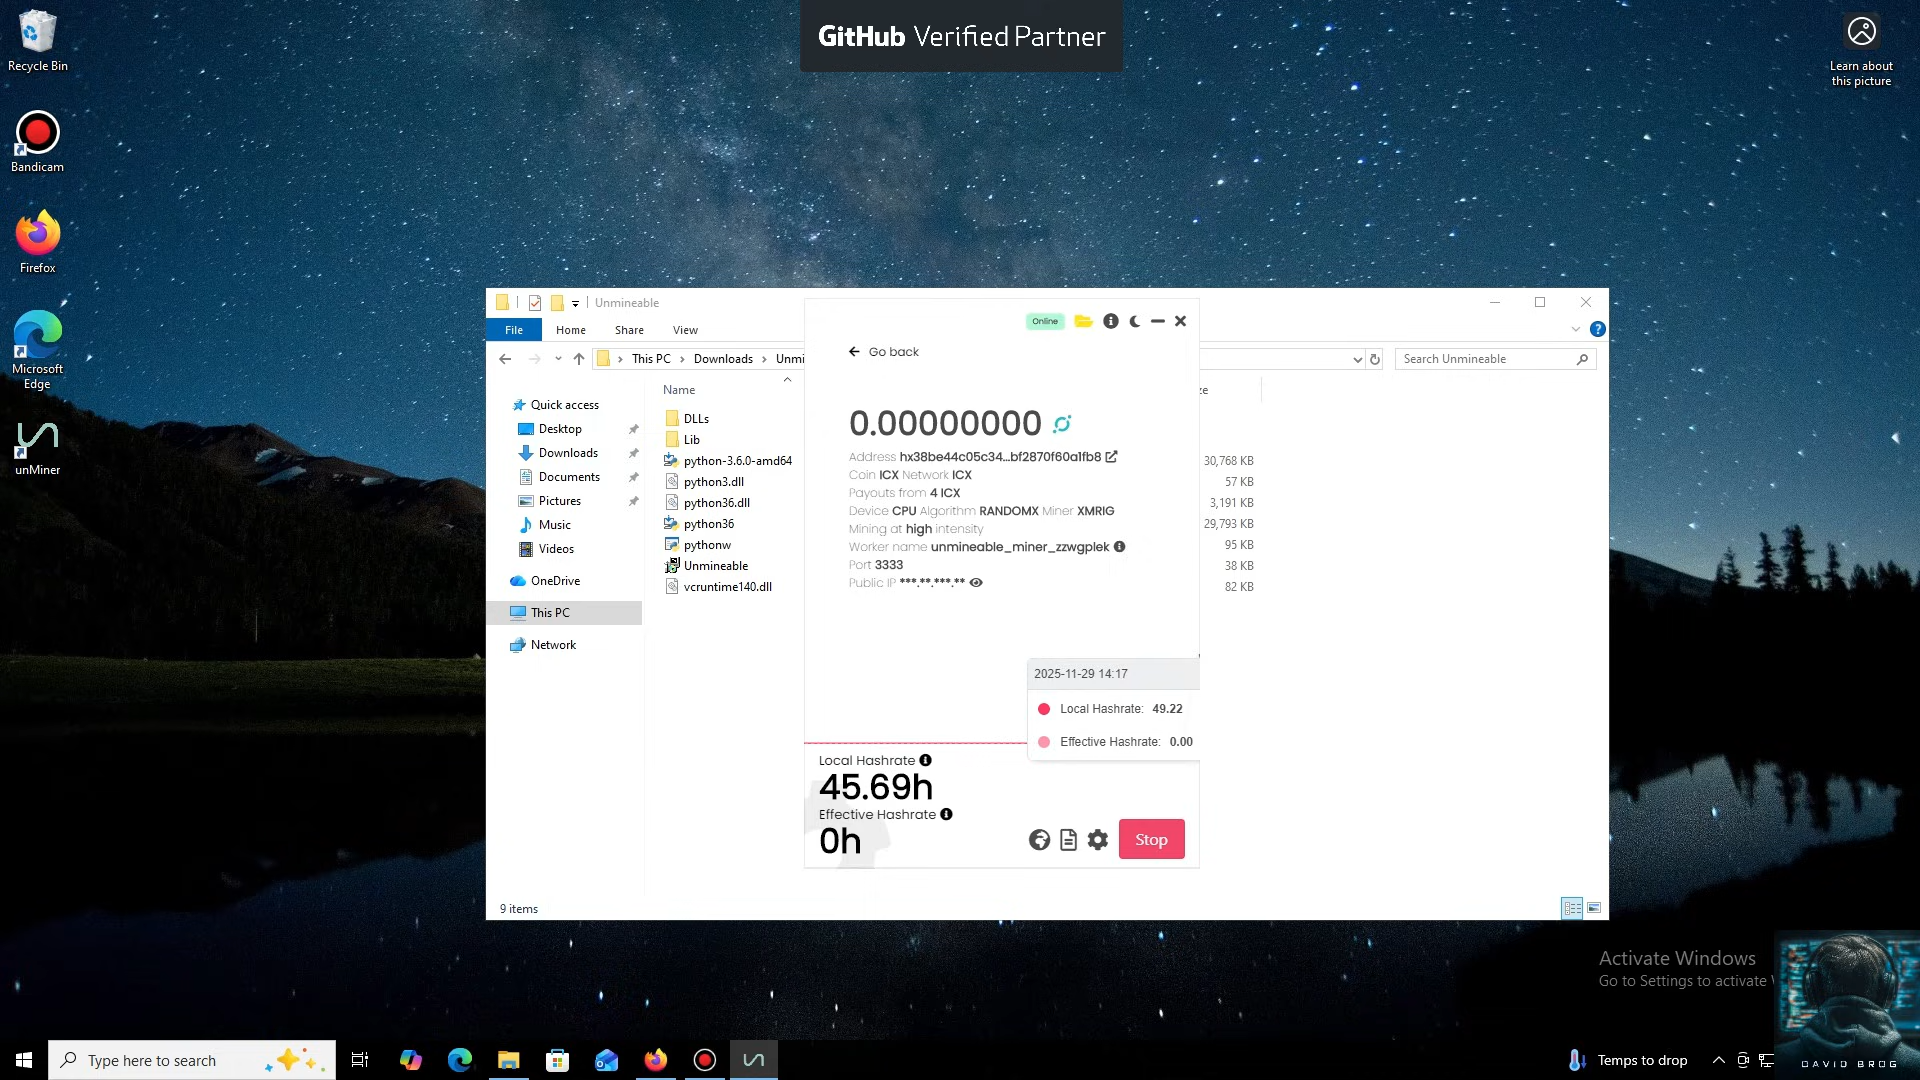 GitHub Verified Partner
Recycle Bin
Bandicam
Firefox
Microsoft
Edge
unMiner
Learn about
this picture
Unmineable
File
Home
Share
View
This PC
Downloads
Unmi
Search Unmineable
Quick access
Desktop
Downloads
Documents
Pictures
Music
Videos
OneDrive
This PC
Network
Name
ze
DLLs
Lib
python-3.6.0-amd64
30,768 KB
python3.dll
57 KB
python36.dll
3,191 KB
python36
29,793 KB
pythonw
95 KB
Unmineable
38 KB
vcruntime140.dll
82 KB
9 items
Online
Go back
0.00000000
Address hx38be44c05c34...bf2870f60a1fb8
Coin ICX Network ICX
Payouts from 4 ICX
Device CPU Algorithm RANDOMX Miner XMRIG
Mining at high intensity
Worker name unmineable_miner_zzwgplek
Port 3333
Public IP ***.**.***.**
2025-11-29 14:17
Local Hashrate: 49.22
Effective Hashrate: 0.00
Local Hashrate
45.69h
Effective Hashrate
0h
Stop
Activate Windows
Go to Settings to activate
DAVID BROG
Type here to search
Temps to drop